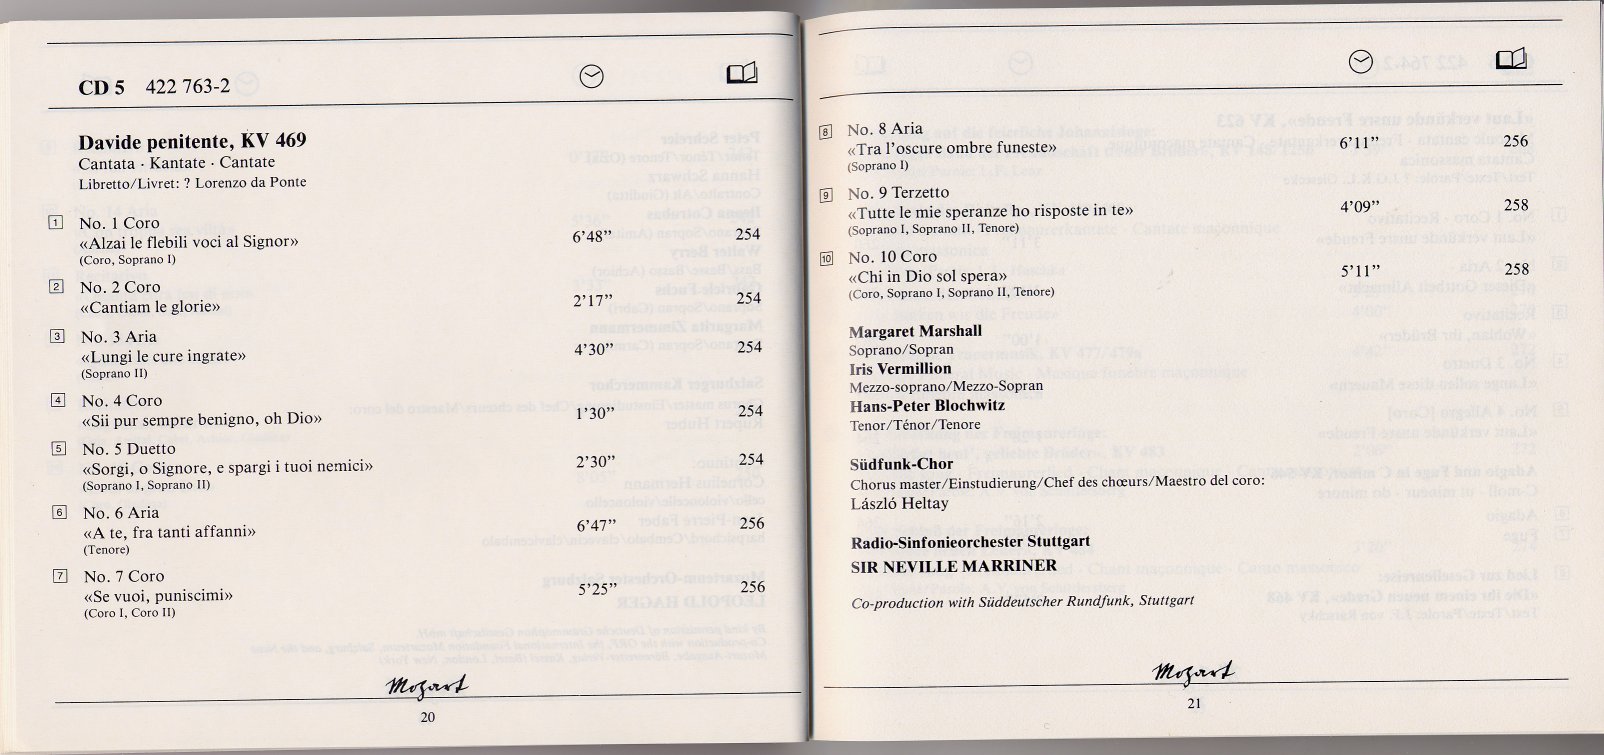 CD 5 422 763-2
Davide penitente, KV 469
Cantata · Kantate · Cantate
Libretto/Livret: ? Lorenzo da Ponte
1 No. 1 Coro
«Alzai le flebili voci al Signor» 6’48” 254
(Coro, Soprano I)
2 No. 2 Coro
«Cantiam le glorie» 2’17” 254
3 No. 3 Aria
«Lungi le cure ingrate» 4’30” 254
(Soprano II)
4 No. 4 Coro
«Sii pur sempre benigno, oh Dio» 1’30” 254
5 No. 5 Duetto
«Sorgi, o Signore, e spargi i tuoi nemici» 2’30” 254
(Soprano I, Soprano II)
6 No. 6 Aria
«A te, fra tanti affanni» 6’47” 256
(Tenore)
7 No. 7 Coro
«Se vuoi, puniscimi» 5’25” 256
(Coro I, Coro II)
Mozart
20
8 No. 8 Aria
«Tra l’oscure ombre funeste» 6’11” 256
(Soprano I)
9 No. 9 Terzetto
«Tutte le mie speranze ho risposte in te» 4’09” 258
(Soprano I, Soprano II, Tenore)
10 No. 10 Coro
«Chi in Dio sol spera» 5’11” 258
(Coro, Soprano I, Soprano II, Tenore)
Margaret Marshall
Soprano/Sopran
Iris Vermillion
Mezzo-soprano/Mezzo-Sopran
Hans-Peter Blochwitz
Tenor/Ténor/Tenore
Südfunk-Chor
Chorus master/Einstudierung/Chef des chœurs/Maestro del coro:
László Heltay
Radio-Sinfonieorchester Stuttgart
SIR NEVILLE MARRINER
Co-production with Süddeutscher Rundfunk, Stuttgart
Mozart
21